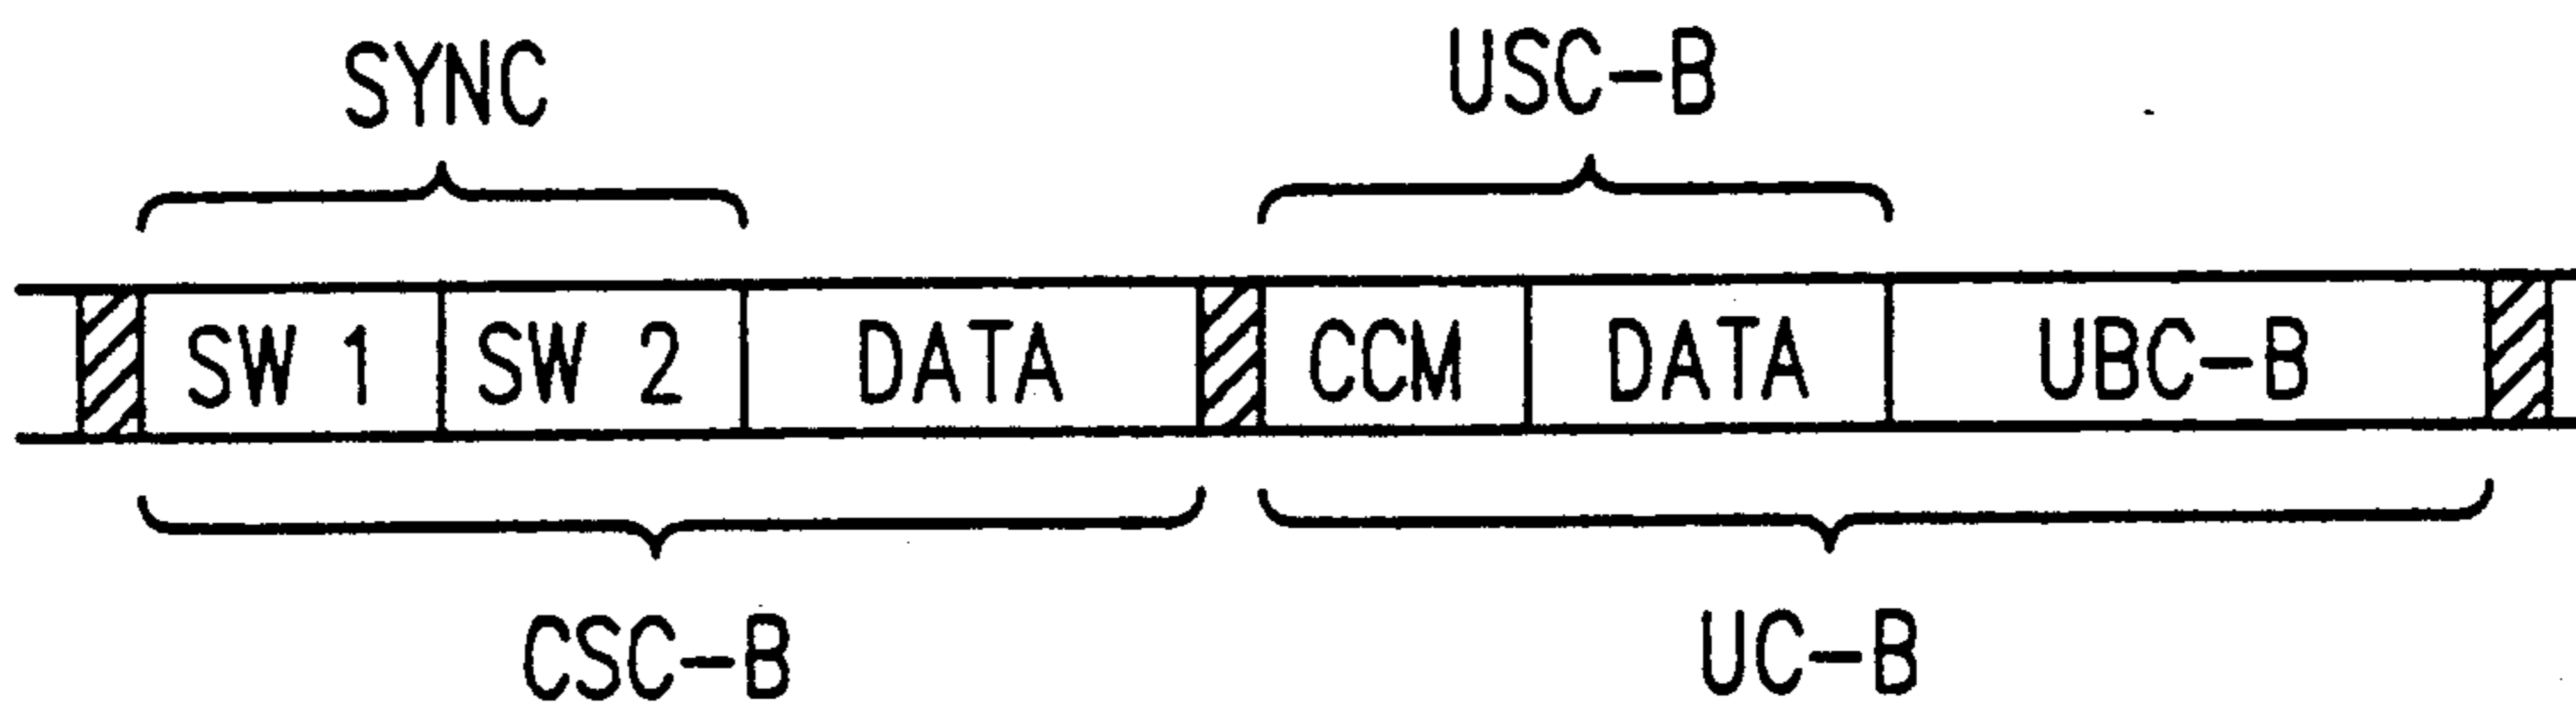 SYNC
USC-B
SW 1 SW 2 DATA CCM DATA UBC-B
CSC-B
UC-B